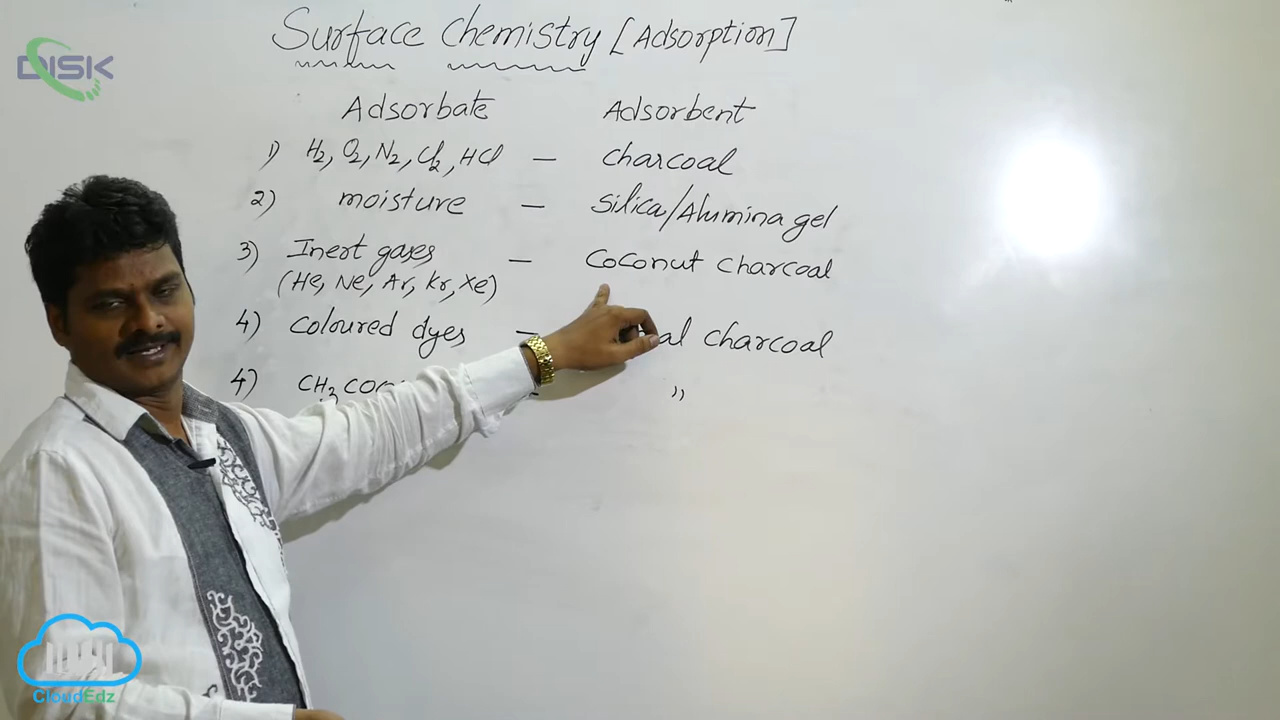 DISK
Surface Chemistry [Adsorption]
Adsorbate Adsorbent
1) H₂, O₂, N₂, Cl₂, HCl — charcoal
2) moisture — Silica/Alumina gel
3) Inert gases — Coconut charcoal
(He, Ne, Ar, Kr, Xe)
4) coloured dyes — charcoal
4) — ,,
CloudEdz